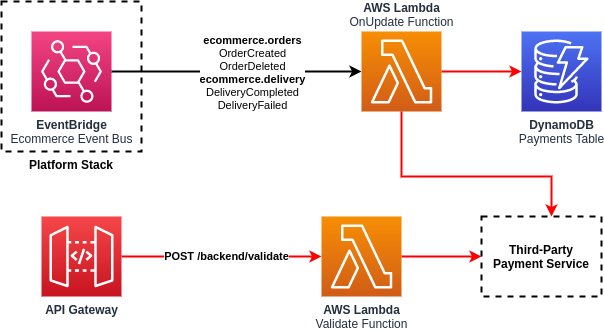 AWS Lambda
OnUpdate Function
ecommerce.orders
OrderCreated
OrderDeleted
ecommerce.delivery
DeliveryCompleted
DeliveryFailed
EventBridge
Ecommerce Event Bus
Platform Stack
DynamoDB
Payments Table
POST /backend/validate
Third-Party
Payment Service
API Gateway
AWS Lambda
Validate Function